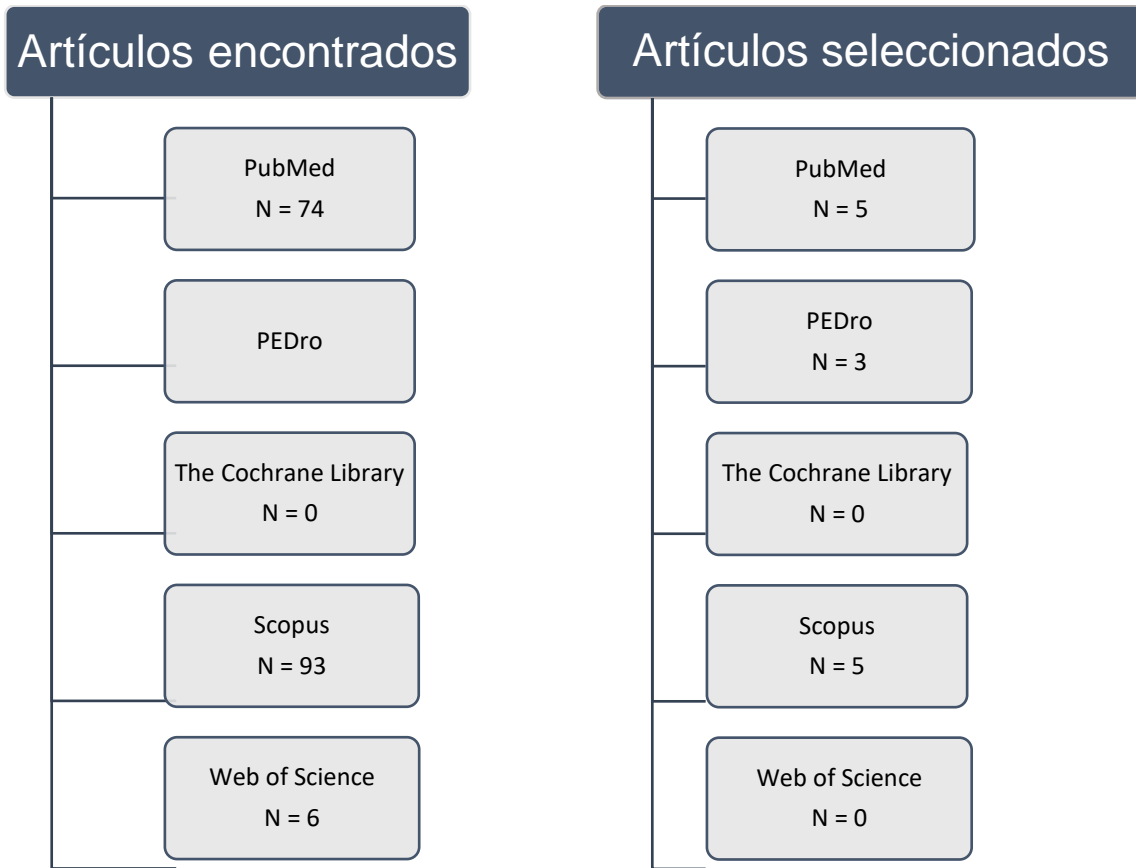 Artículos encontrados
PubMed
N = 74
PEDro
The Cochrane Library
N = 0
Scopus
N = 93
Web of Science
N = 6
Artículos seleccionados
PubMed
N = 5
PEDro
N = 3
The Cochrane Library
N = 0
Scopus
N = 5
Web of Science
N = 0